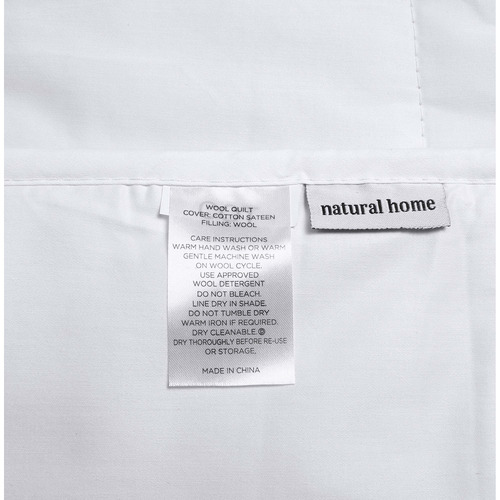 WOOL QUILT
COVER: COTTON SATEEN
FILLING: WOOL
CARE INSTRUCTIONS
WARM HAND WASH OR WARM
GENTLE MACHINE WASH
ON WOOL CYCLE.
USE APPROVED
WOOL DETERGENT
DO NOT BLEACH.
LINE DRY IN SHADE.
DO NOT TUMBLE DRY
WARM IRON IF REQUIRED.
DRY CLEANABLE.Ⓟ
DRY THOROUGHLY BEFORE RE-USE
OR STORAGE.
MADE IN CHINA
natural home